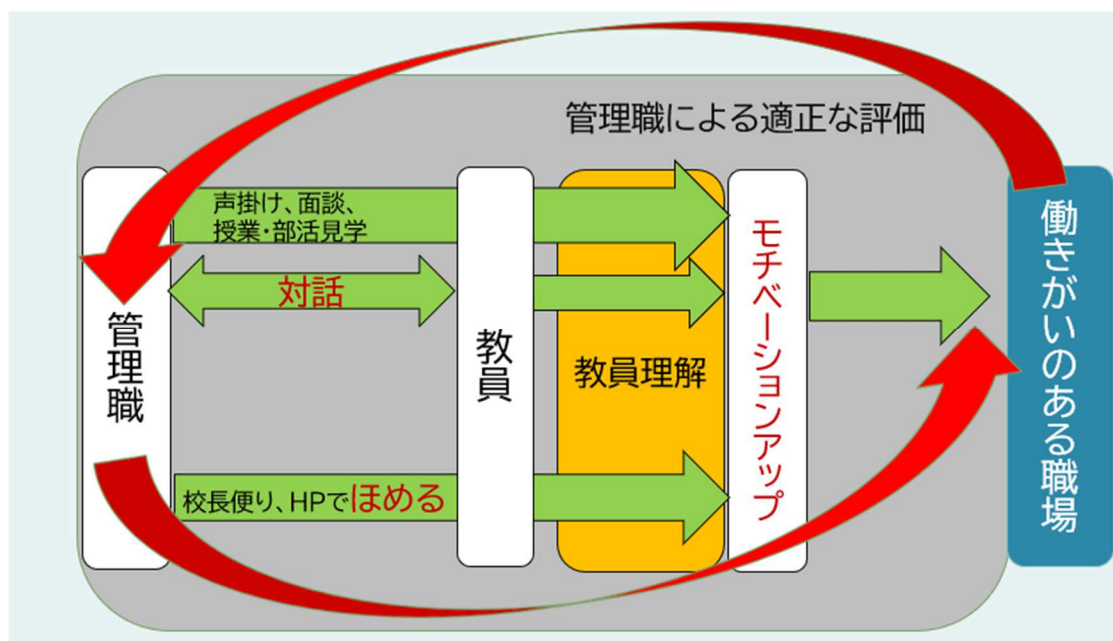 管理職による適正な評価
声掛け、面談、
授業・部活見学
対話
管理職
教員
教員理解
モチベーションアップ
働きがいのある職場
校長便り、HPでほめる